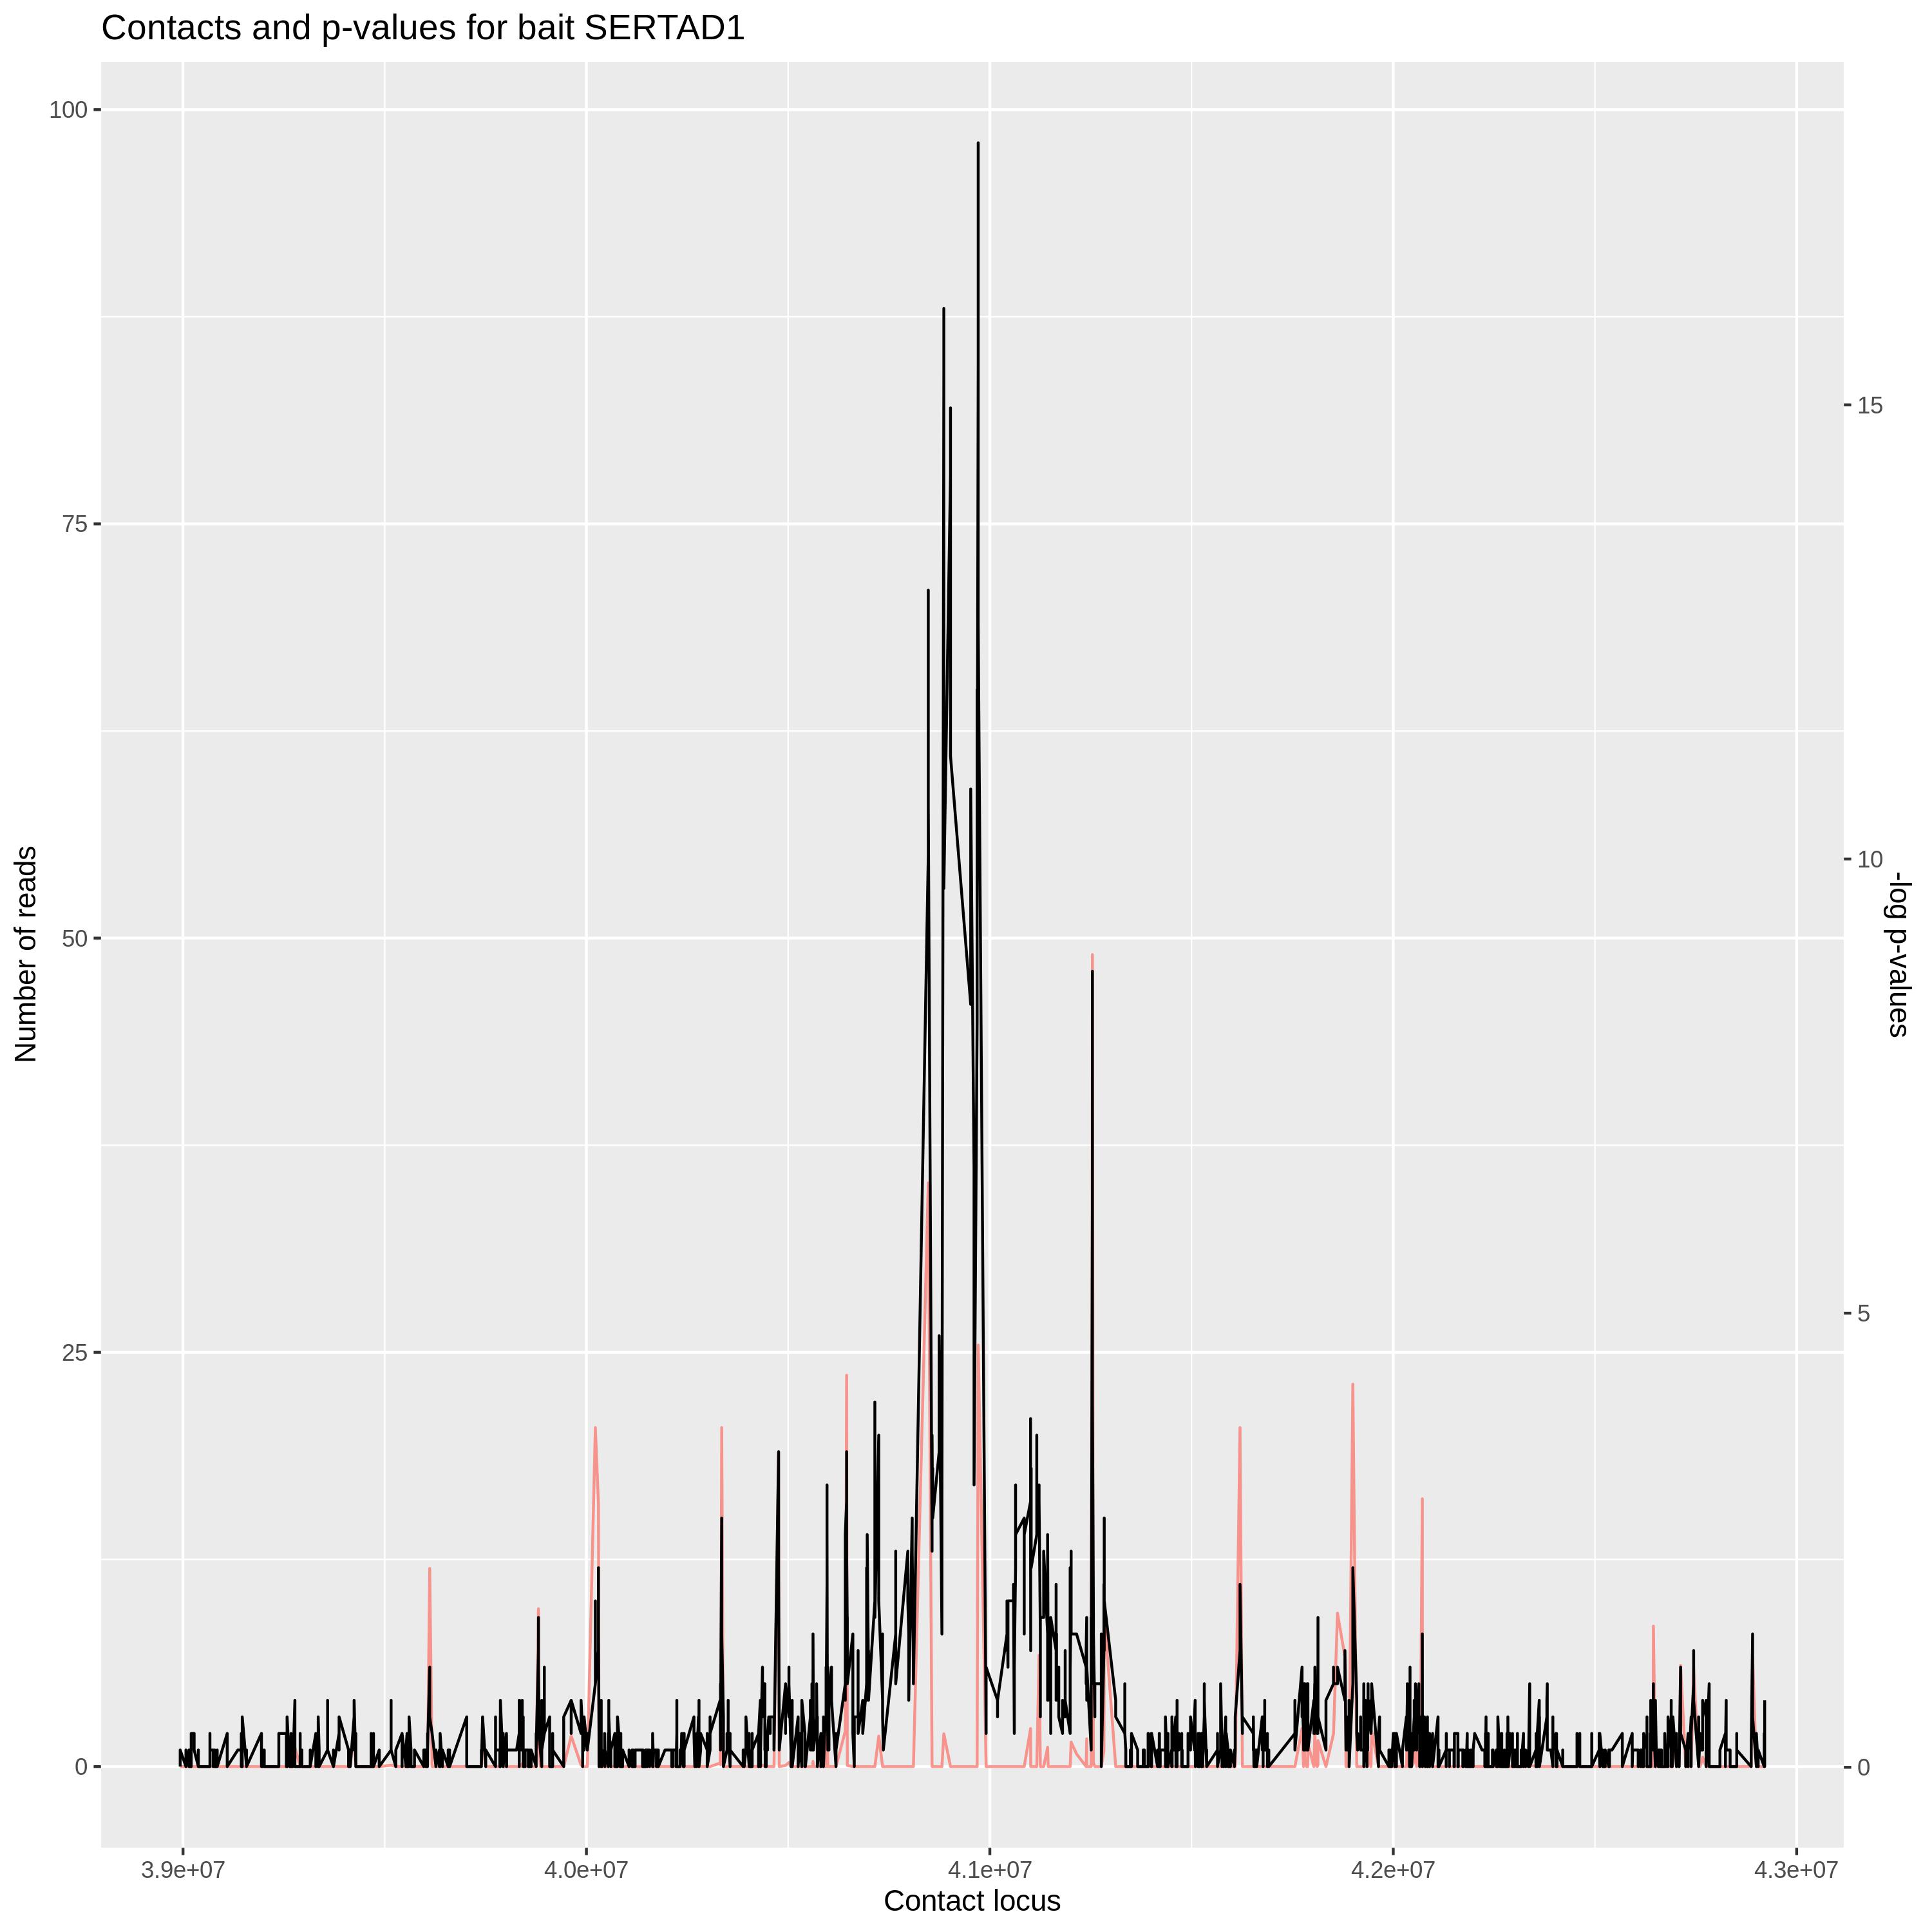 Contacts and p-values for bait SERTAD1
100
75
50
25
0
Number of reads
15
10
5
0
-log p-values
3.9e+07 4.0e+07 4.1e+07 4.2e+07 4.3e+07
Contact locus